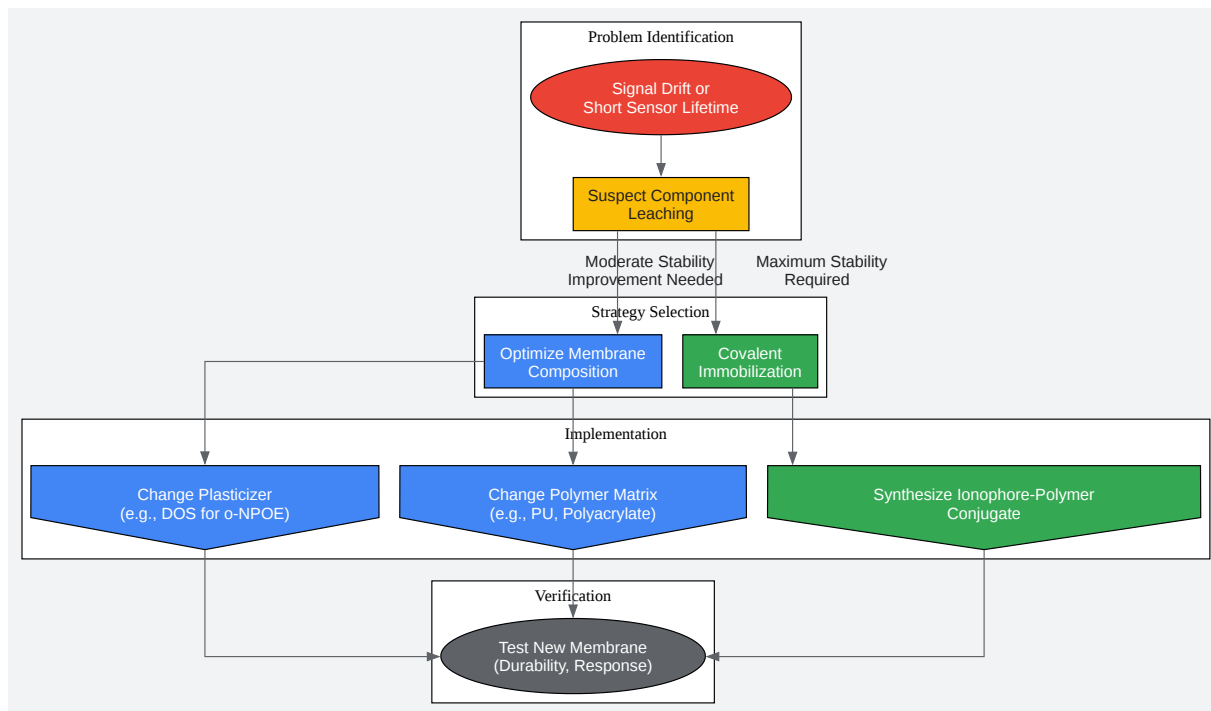 Problem Identification
Signal Drift or
Short Sensor Lifetime
Suspect Component
Leaching
Moderate Stability
Improvement Needed
Maximum Stability
Required
Strategy Selection
Optimize Membrane
Composition
Covalent
Immobilization
Implementation
Change Plasticizer
(e.g., DOS for o-NPOE)
Change Polymer Matrix
(e.g., PU, Polyacrylate)
Synthesize Ionophore-Polymer
Conjugate
Verification
Test New Membrane
(Durability, Response)